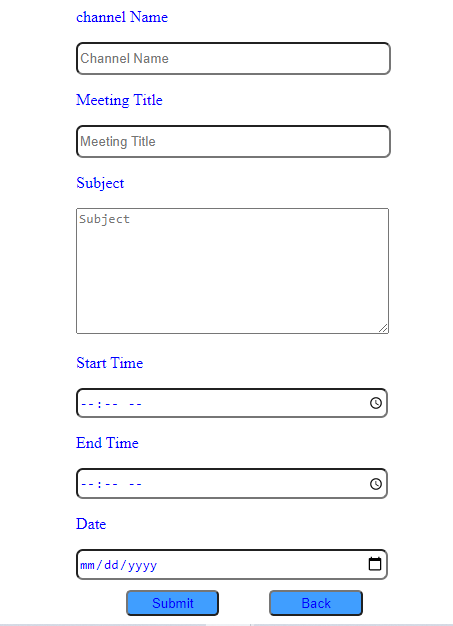 channel Name
Channel Name
Meeting Title
Meeting Title
Subject
Subject
Start Time
--:-- --
End Time
--:-- --
Date
mm/dd/yyyy
Submit Back